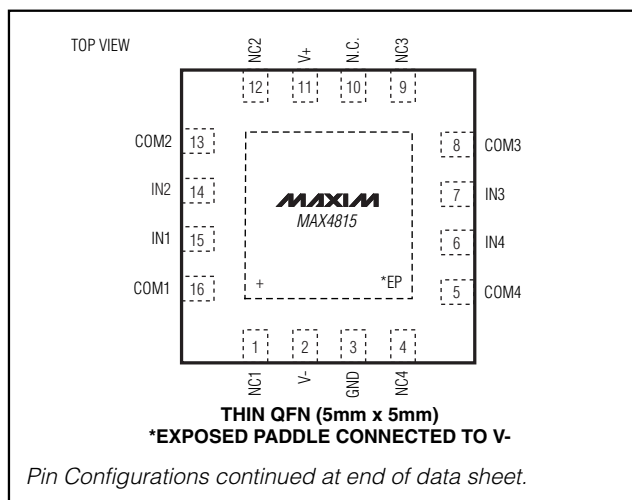 TOP VIEW
NC2
V+
N.C.
NC3
12
11
10
9
COM2 13
8 COM3
IN2 14
7 IN3
IN1 15
6 IN4
COM1 16
5 COM4
MAXIM
MAX4815
+
*EP
1
2
3
4
NC1
V-
GND
NC4
THIN QFN (5mm x 5mm)
*EXPOSED PADDLE CONNECTED TO V-
Pin Configurations continued at end of data sheet.